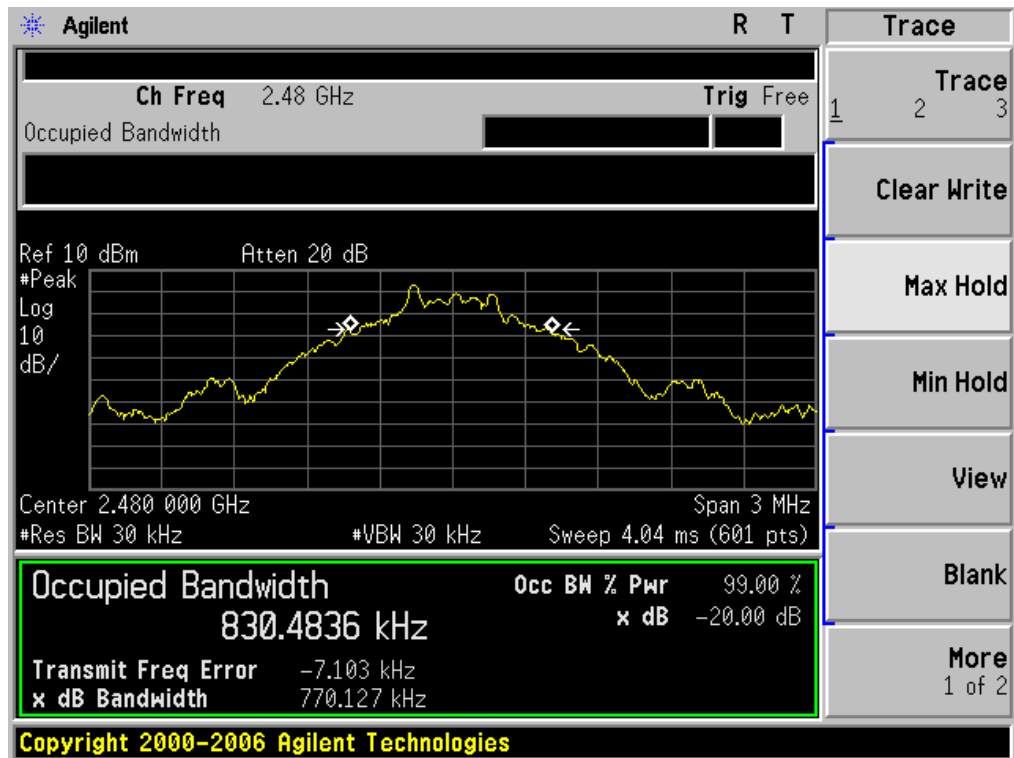 Agilent R T
Ch Freq 2.48 GHz Trig Free
Occupied Bandwidth
Ref 10 dBm Atten 20 dB
#Peak
Log
10
dB/
Center 2.480 000 GHz Span 3 MHz
#Res BW 30 kHz #VBW 30 kHz Sweep 4.04 ms (601 pts)
Occupied Bandwidth
830.4836 kHz
Occ BW % Pwr 99.00 %
x dB -20.00 dB
Transmit Freq Error -7.103 kHz
x dB Bandwidth 770.127 kHz
Copyright 2000-2006 Agilent Technologies
Trace
Trace
1 2 3
Clear Write
Max Hold
Min Hold
View
Blank
More
1 of 2